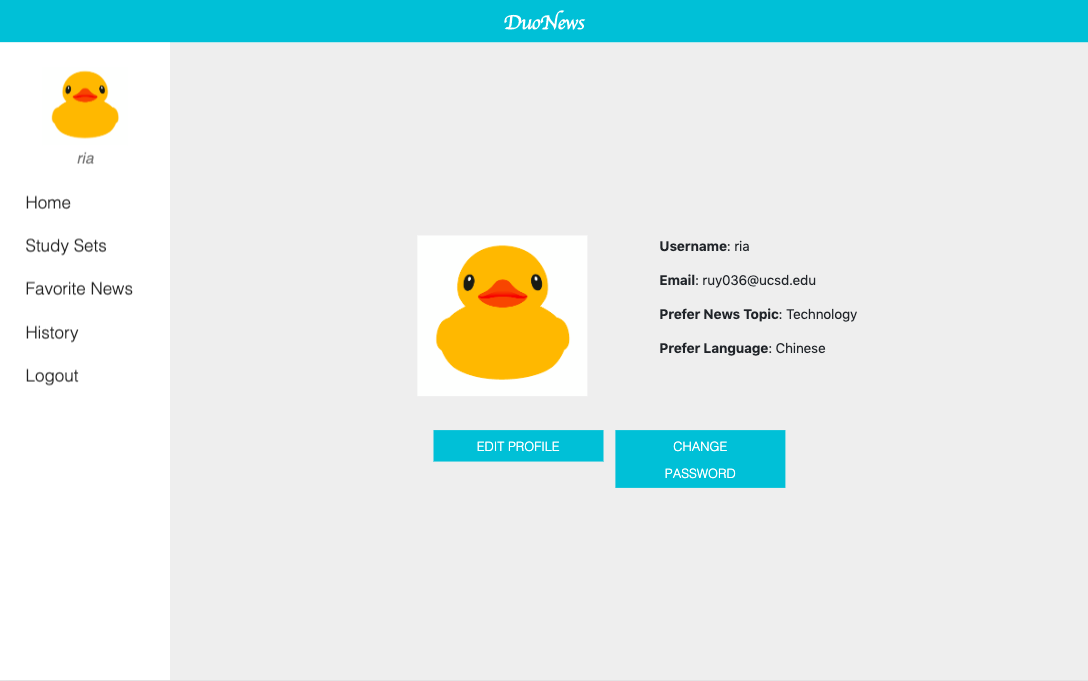 DuoNews
ria
Home
Study Sets
Favorite News
History
Logout
Username: ria
Email: ruy036@ucsd.edu
Prefer News Topic: Technology
Prefer Language: Chinese
EDIT PROFILE
CHANGE
PASSWORD